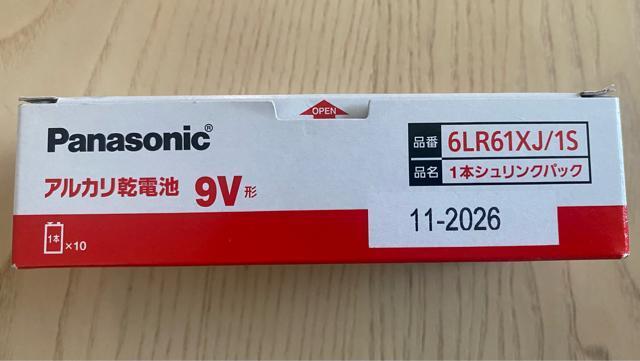 OPEN
Panasonic®
アルカリ乾電池 9V形
1本 ×10
品番 6LR61XJ/1S
品名 1本シュリンクパック
11-2026